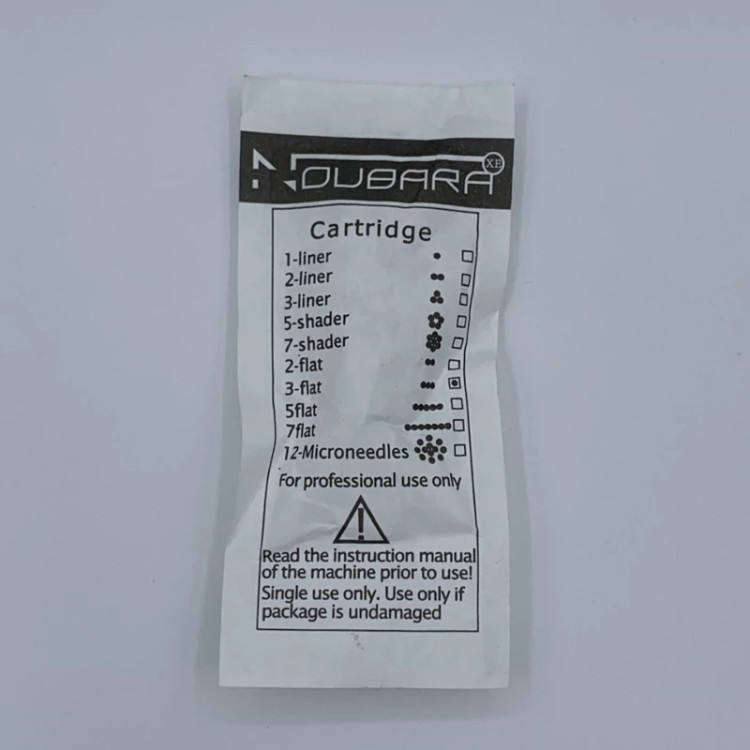 NOUBARA XE
Cartridge
1-liner
2-liner
3-liner
5-shader
7-shader
2-flat
3-flat
5flat
7flat
12-Microneedles
For professional use only
!
Read the instruction manual
of the machine prior to use!
Single use only. Use only if
package is undamaged